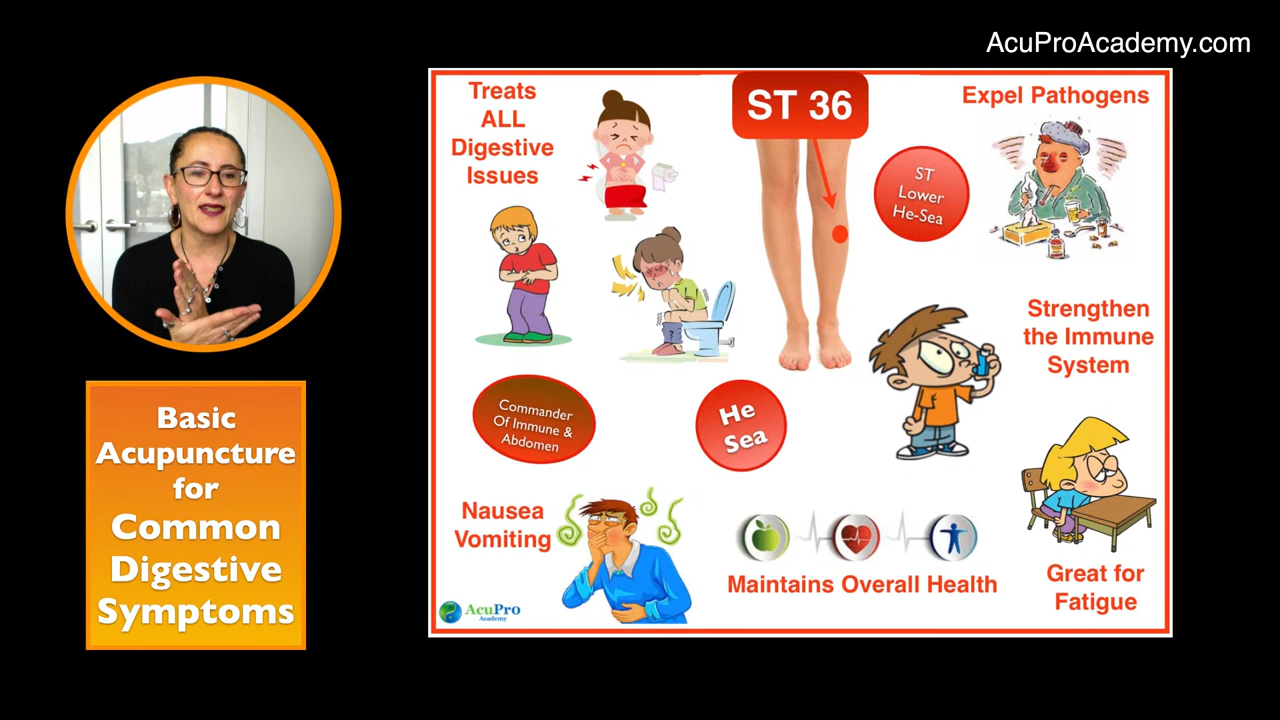 AcuProAcademy.com
Basic
Acupuncture
for
Common
Digestive
Symptoms
Treats
ALL
Digestive
Issues
ST 36
Expel Pathogens
ST
Lower
He-Sea
Strengthen
the Immune
System
Commander
Of Immune &
Abdomen
He
Sea
Nausea
Vomiting
Maintains Overall Health
Great for
Fatigue
AcuPro
Academy